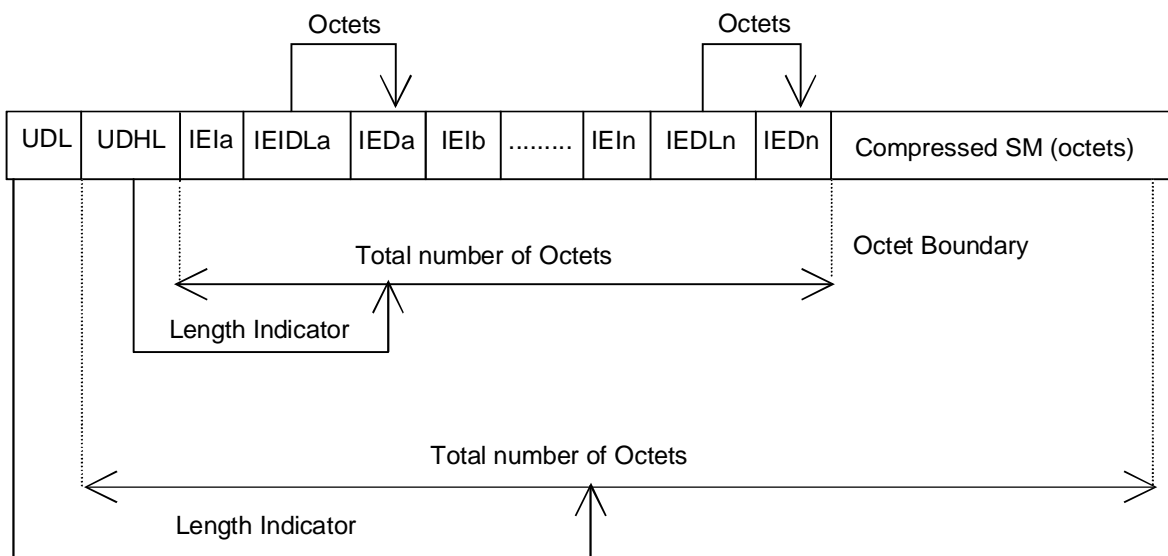 Octets Octets
UDL UDHL IEIa IEIDLa IEDa IEIb ......... IEIn IEDLn IEDn Compressed SM (octets)
Octet Boundary
Total number of Octets
Length Indicator
Total number of Octets
Length Indicator